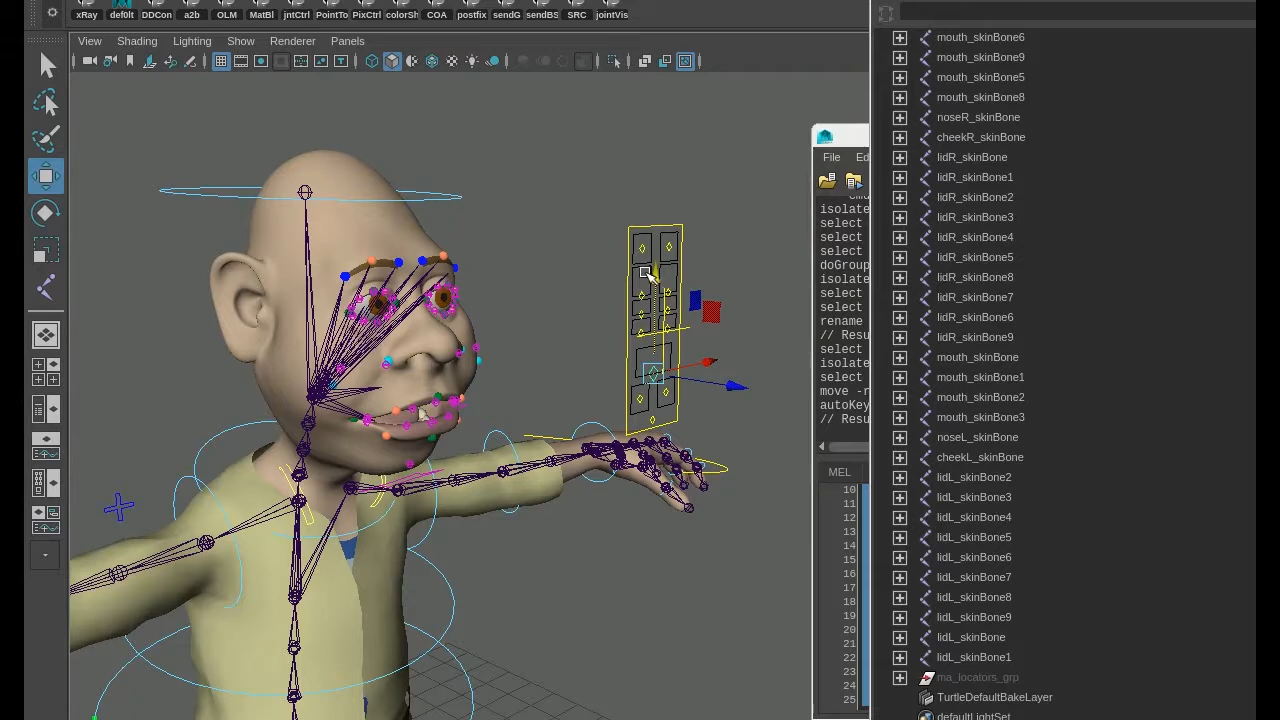 xRay def0lt DDCon a2b OLM MatBl jntCtrl PointTo PixCtrl colorSh COA postfix sendG sendBS SRC jointVis
View Shading Lighting Show Renderer Panels
File Ed
isolate
select
select
select
doGroup
isolate
select
select
rename
// Resu
select
isolate
select
move -r
autoKey
// Resu
MEL
10
11
12
13
14
15
16
17
18
19
20
21
22
23
24
25
mouth_skinBone6
mouth_skinBone9
mouth_skinBone5
mouth_skinBone8
noseR_skinBone
cheekR_skinBone
lidR_skinBone
lidR_skinBone1
lidR_skinBone2
lidR_skinBone3
lidR_skinBone4
lidR_skinBone5
lidR_skinBone8
lidR_skinBone7
lidR_skinBone6
lidR_skinBone9
mouth_skinBone
mouth_skinBone1
mouth_skinBone2
mouth_skinBone3
noseL_skinBone
cheekL_skinBone
lidL_skinBone2
lidL_skinBone3
lidL_skinBone4
lidL_skinBone5
lidL_skinBone6
lidL_skinBone7
lidL_skinBone8
lidL_skinBone9
lidL_skinBone
lidL_skinBone1
ma_locators_grp
TurtleDefaultBakeLayer
defaultLightSet